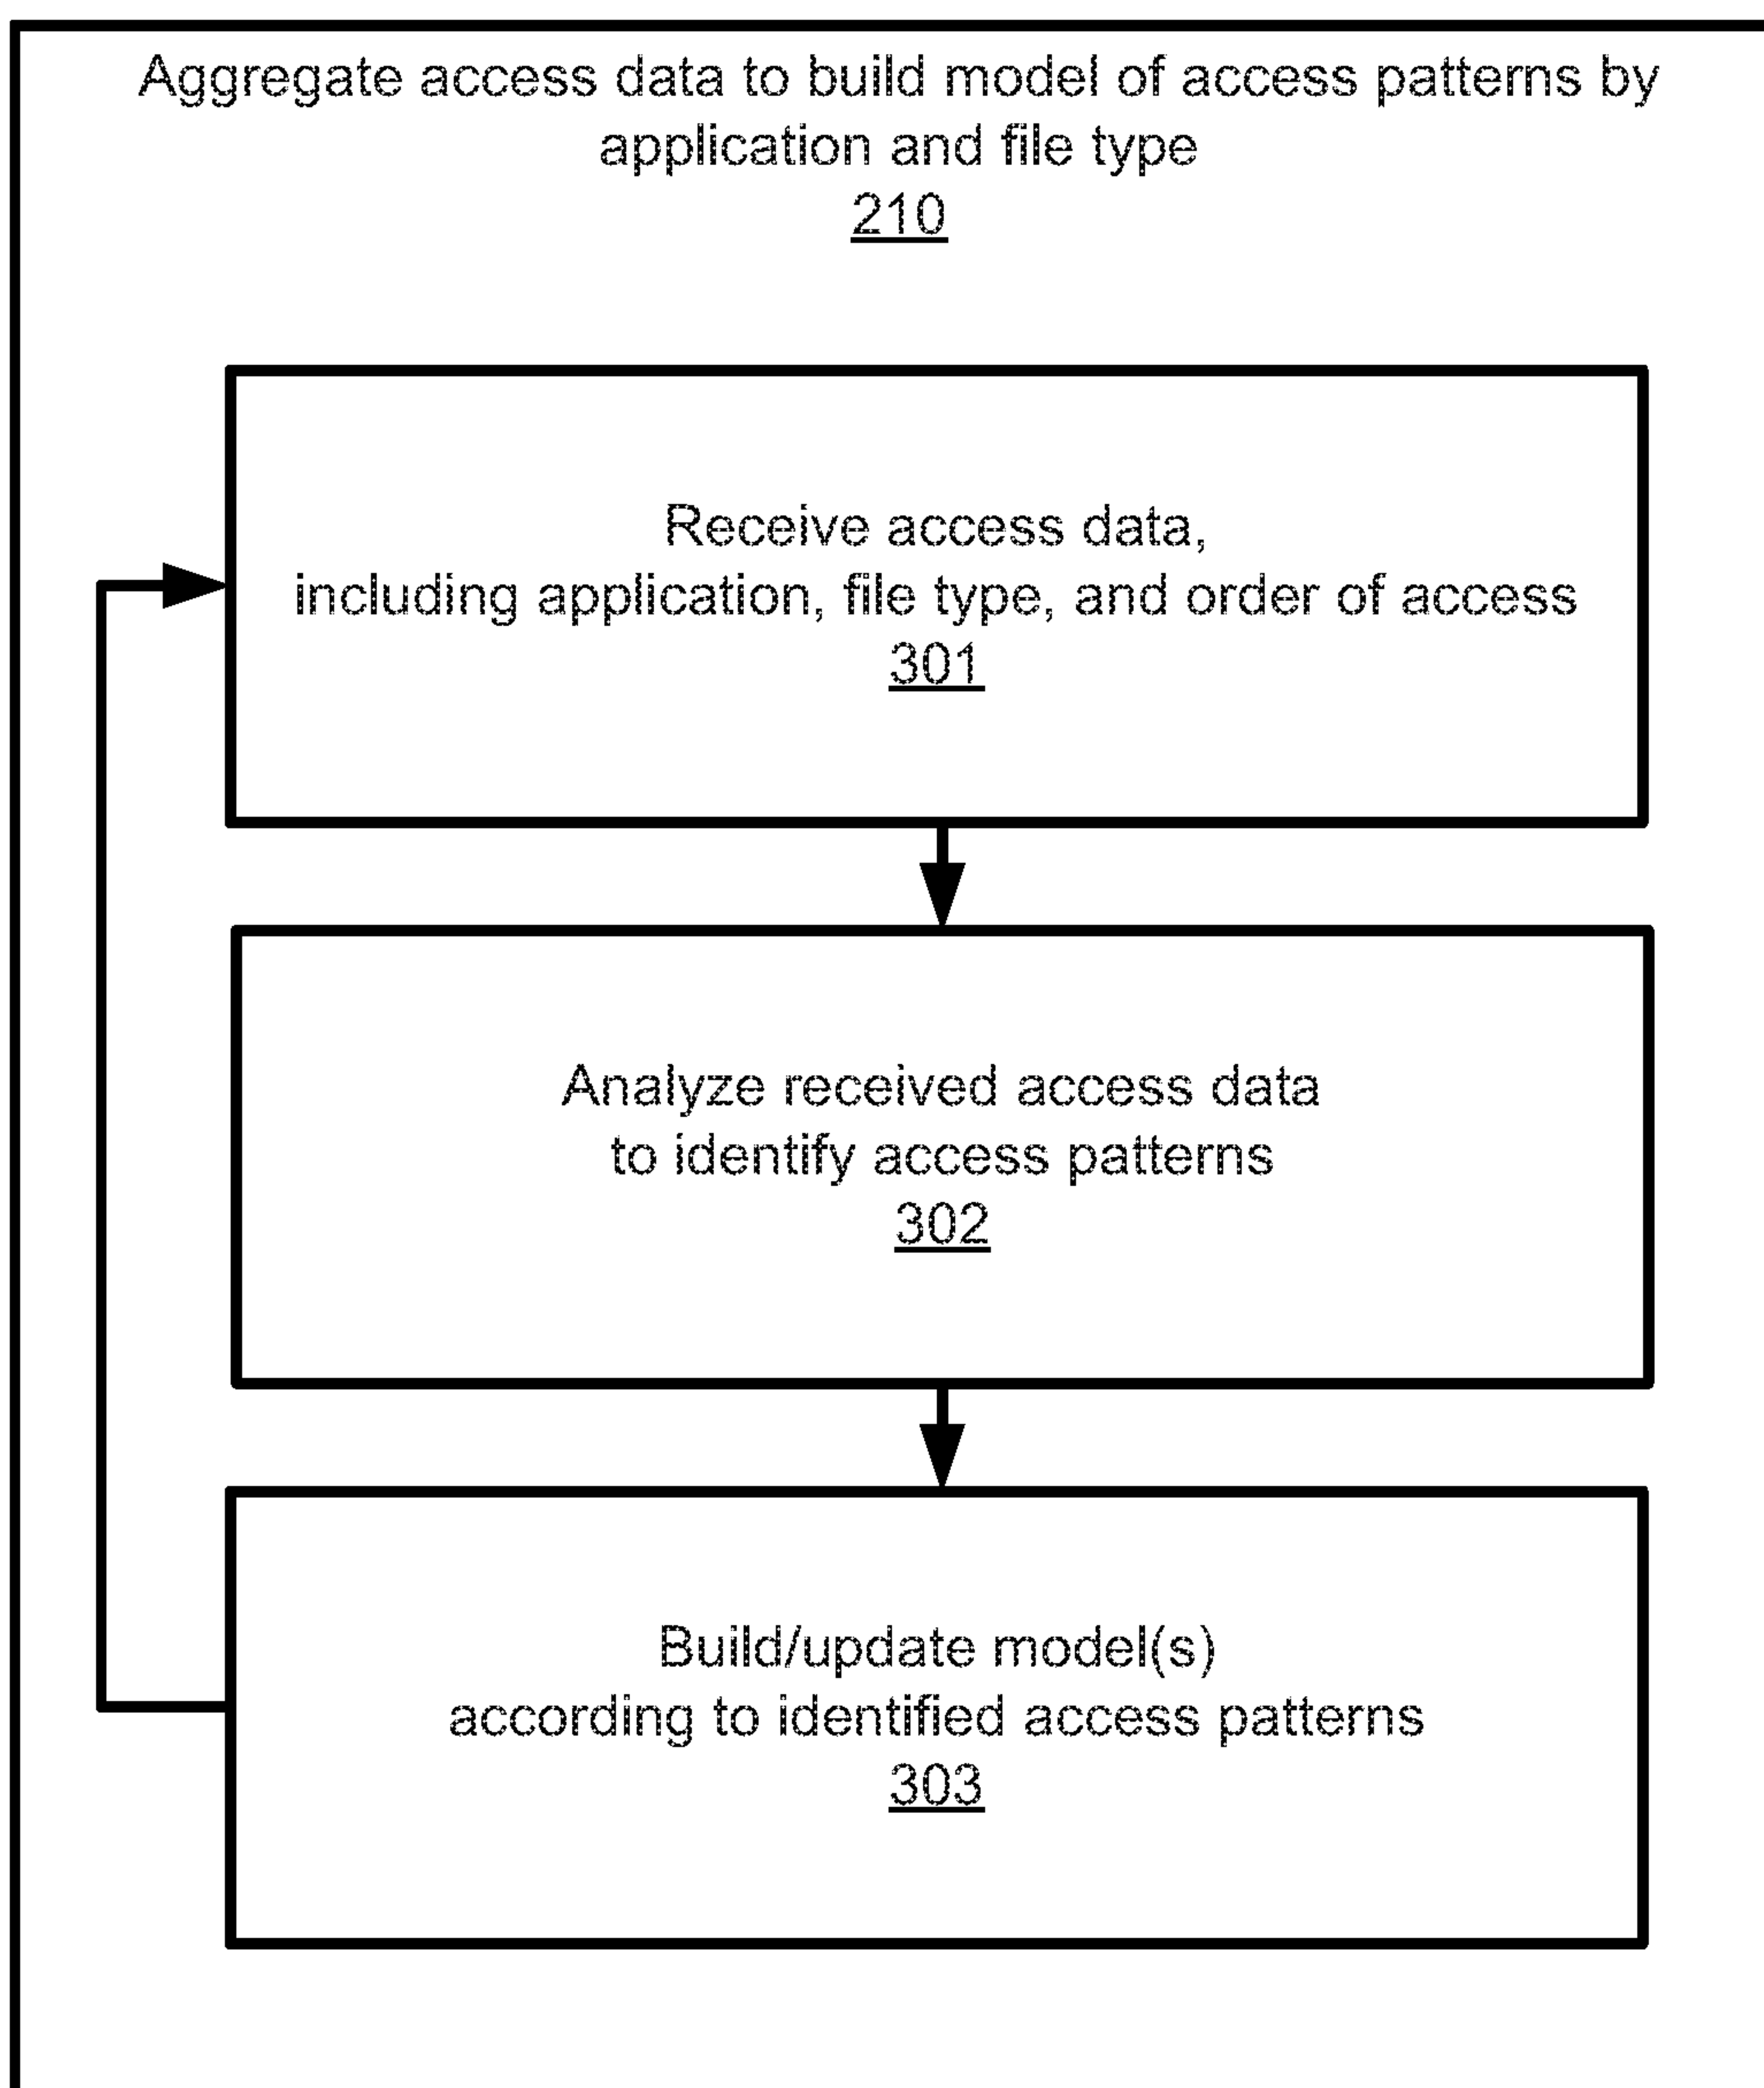 Aggregate access data to build model of access patterns by
application and file type
210
Receive access data,
including application, file type, and order of access
301
Analyze received access data
to identify access patterns
302
Build/update model(s)
according to identified access patterns
303